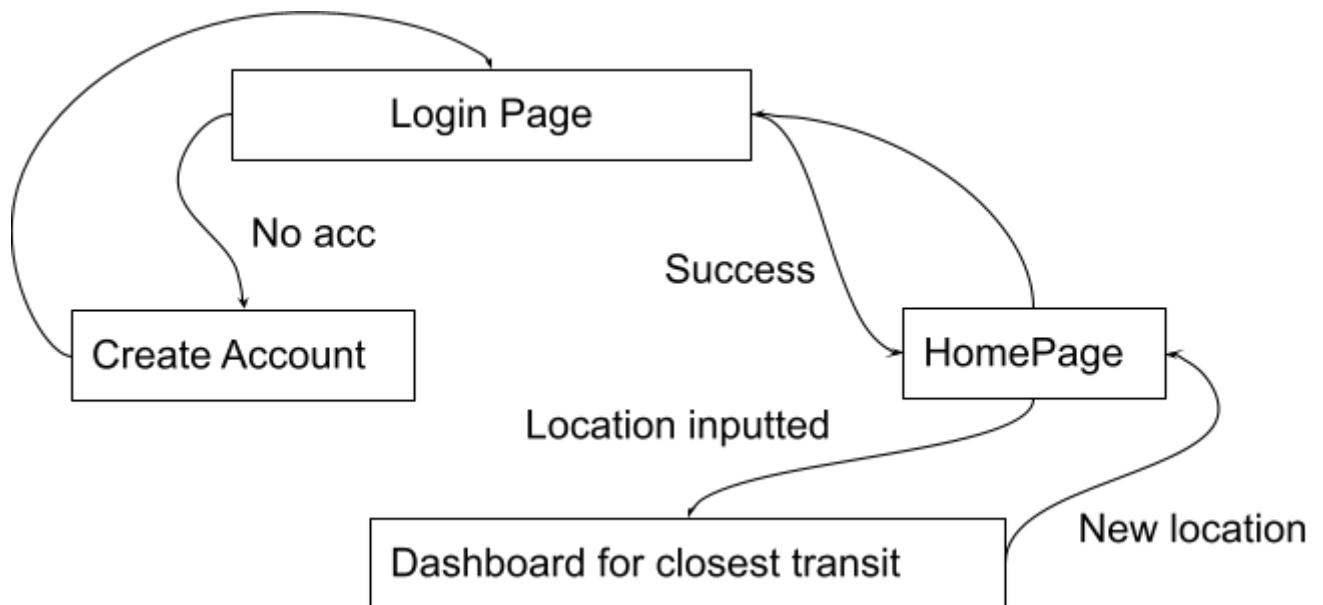 Login Page
No acc
Success
Create Account
HomePage
Location inputted
New location
Dashboard for closest transit